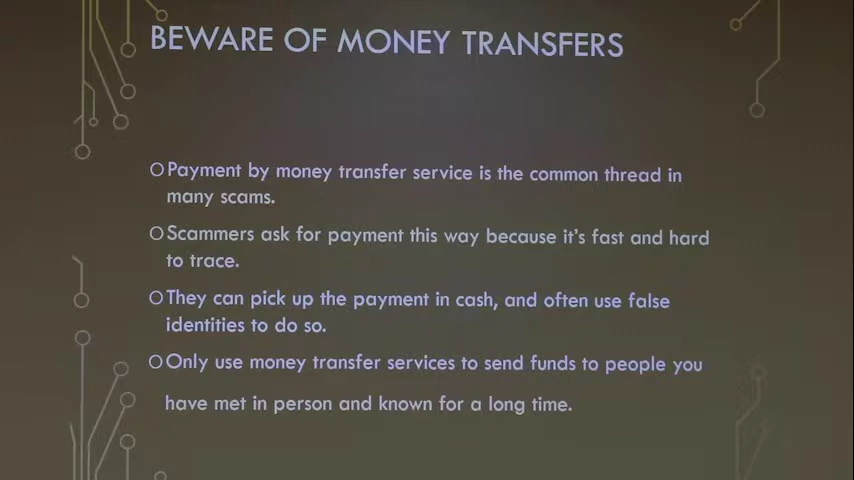 BEWARE OF MONEY TRANSFERS
Payment by money transfer service is the common thread in
many scams.
Scammers ask for payment this way because it's fast and hard
to trace.
They can pick up the payment in cash, and often use false
identities to do so.
Only use money transfer services to send funds to people you
have met in person and known for a long time.